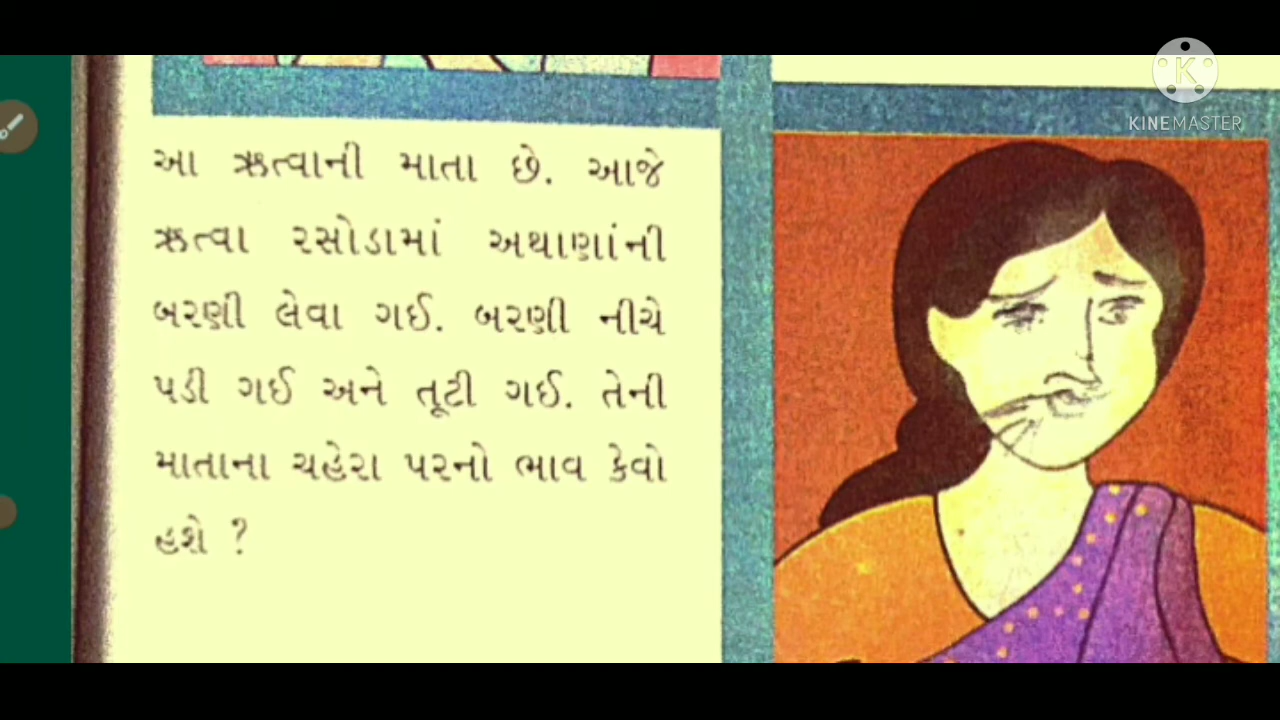 KINEMASTER
આ ઋત્વાની માતા છે. આજે
ઋત્વા રસોડામાં અથાણાંની
બરણી લેવા ગઈ. બરણી નીચે
પડી ગઈ અને તૂટી ગઈ. તેની
માતાના ચહેરા પરનો ભાવ કેવો
હશે ?